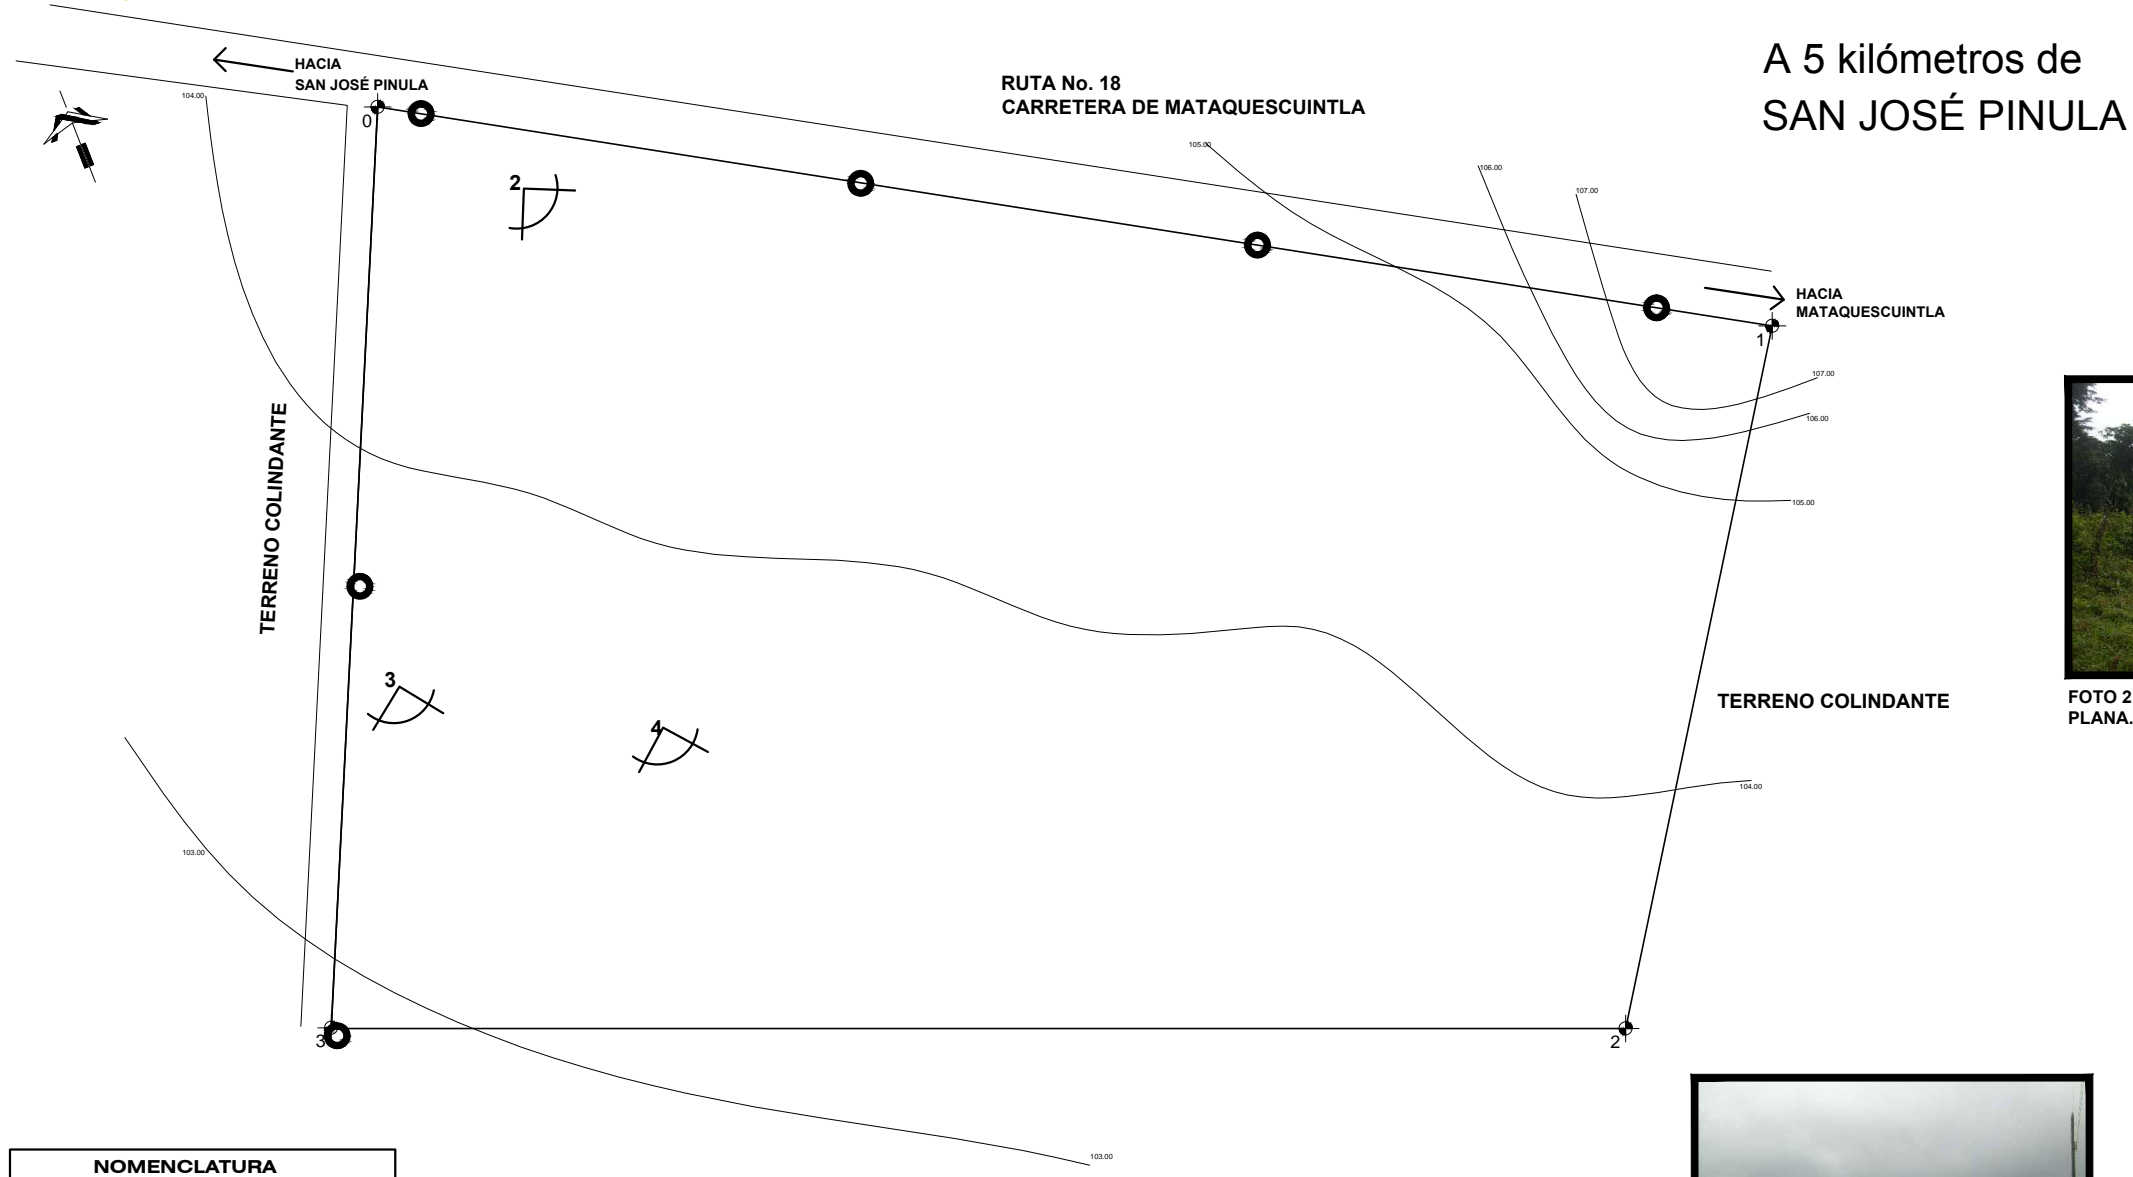 A 5 kilómetros de
SAN JOSÉ PINULA
HACIA
SAN JOSÉ PINULA
RUTA No. 18
CARRETERA DE MATAQUESCUINTLA
104.00
0
2
105.00
106.00
107.00
HACIA
MATAQUESCUINTLA
1
107.00
106.00
105.00
TERRENO COLINDANTE
3
4
TERRENO COLINDANTE
FOTO 2
PLANA.
104.00
103.00
3
2
103.00
NOMENCLATURA